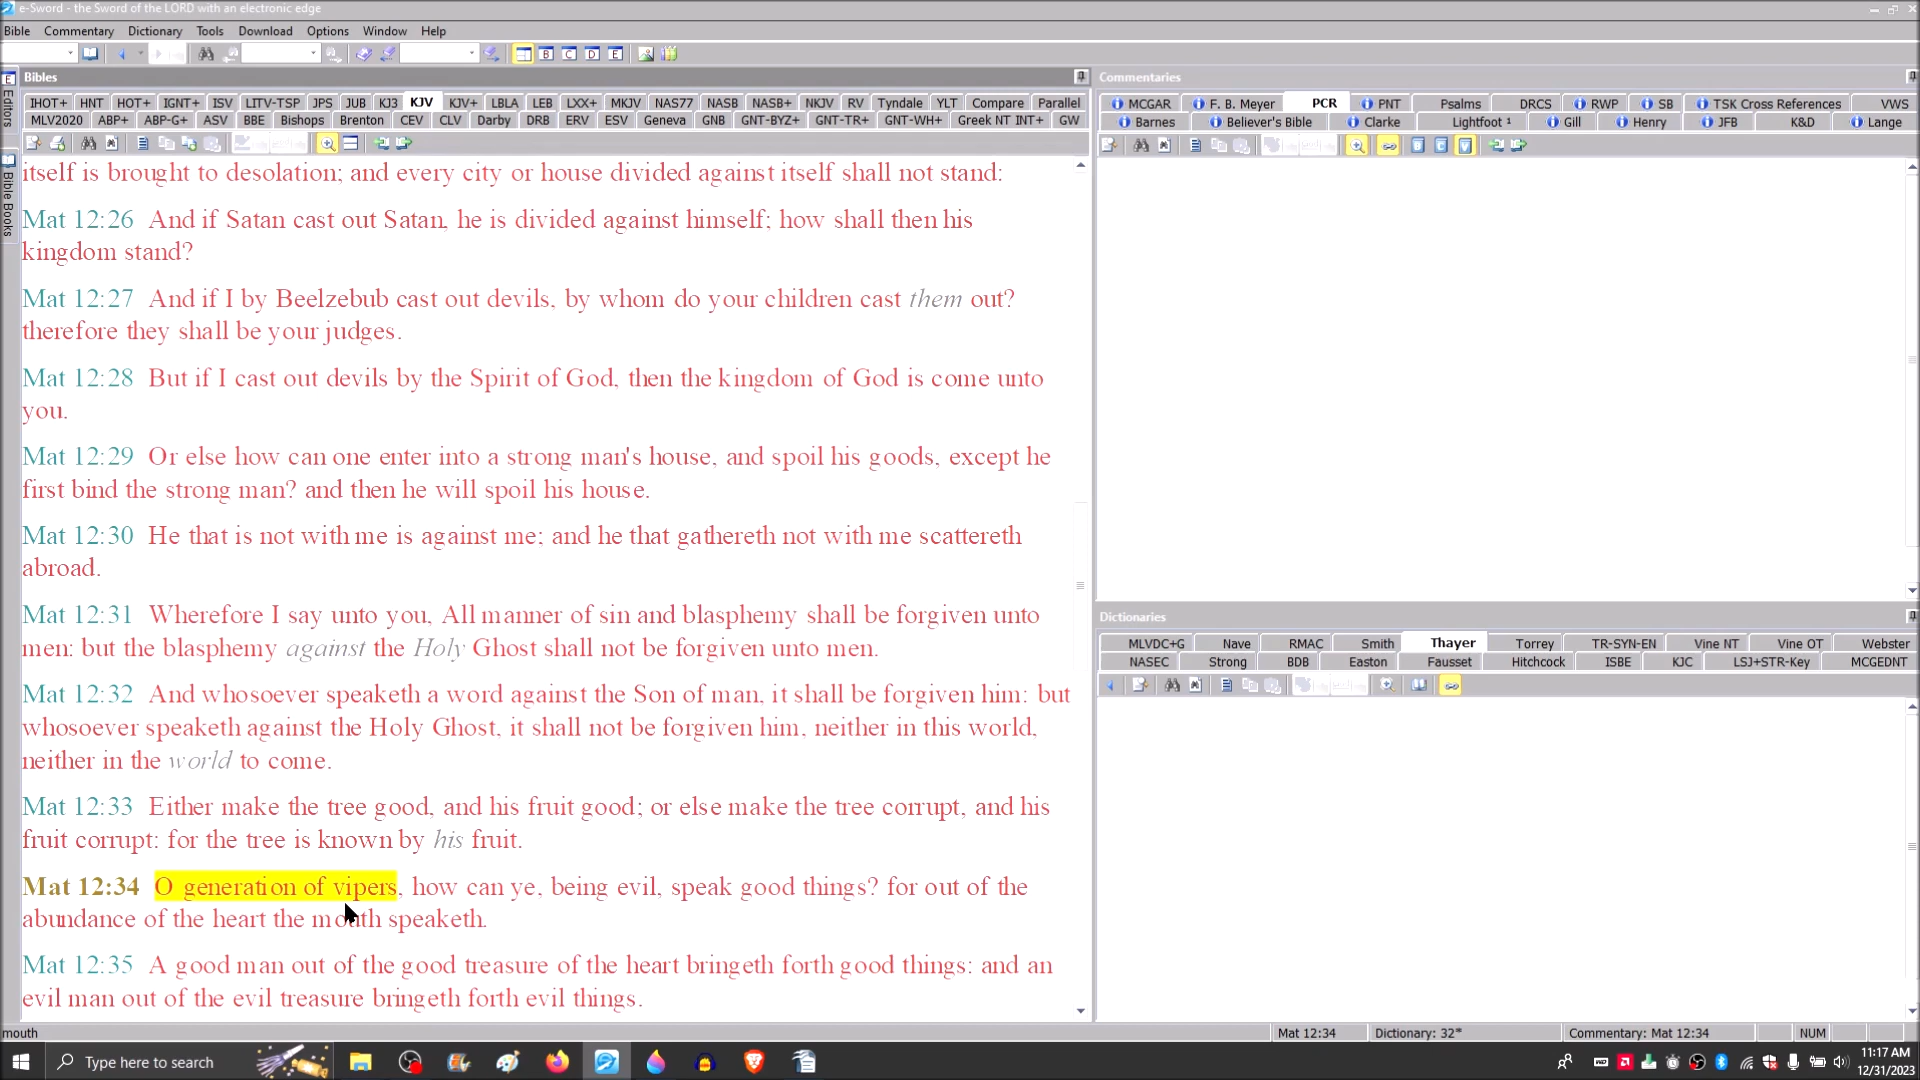 e-Sword - the Sword of the LORD with an electronic edge
Bible Commentary Dictionary Tools Download Options Window Help
B C D E
Bibles
IHOT+ HNT HOT+ IGNT+ ISV LITV-TSP JPS JUB KJ3 KJV KJV+ LBLA LEB LXX+ MKJV NAS77 NASB NASB+ NKJV RV Tyndale YLT Compare Parallel
MLV2020 ABP+ ABP-G+ ASV BBE Bishops Brenton CEV CLV Darby DRB ERV ESV Geneva GNB GNT-BYZ+ GNT-TR+ GNT-WH+ Greek NT INT+ GW
Editors
Bible Books
itself is brought to desolation; and every city or house divided against itself shall not stand:
Mat 12:26 And if Satan cast out Satan, he is divided against himself; how shall then his
kingdom stand?
Mat 12:27 And if I by Beelzebub cast out devils, by whom do your children cast them out?
therefore they shall be your judges.
Mat 12:28 But if I cast out devils by the Spirit of God, then the kingdom of God is come unto
you.
Mat 12:29 Or else how can one enter into a strong man's house, and spoil his goods, except he
first bind the strong man? and then he will spoil his house.
Mat 12:30 He that is not with me is against me; and he that gathereth not with me scattereth
abroad.
Mat 12:31 Wherefore I say unto you, All manner of sin and blasphemy shall be forgiven unto
men: but the blasphemy against the Holy Ghost shall not be forgiven unto men.
Mat 12:32 And whosoever speaketh a word against the Son of man, it shall be forgiven him: but
whosoever speaketh against the Holy Ghost, it shall not be forgiven him, neither in this world,
neither in the world to come.
Mat 12:33 Either make the tree good, and his fruit good; or else make the tree corrupt, and his
fruit corrupt: for the tree is known by his fruit.
Mat 12:34 O generation of vipers, how can ye, being evil, speak good things? for out of the
abundance of the heart the mouth speaketh.
Mat 12:35 A good man out of the good treasure of the heart bringeth forth good things: and an
evil man out of the evil treasure bringeth forth evil things.
Commentaries
MCGAR F. B. Meyer PCR PNT Psalms DRCS RWP SB TSK Cross References VWS
Barnes Believer's Bible Clarke Lightfoot ¹ Gill Henry JFB K&D Lange
B C V
Dictionaries
MLVDC+G Nave RMAC Smith Thayer Torrey TR-SYN-EN Vine NT Vine OT Webster
NASEC Strong BDB Easton Fausset Hitchcock ISBE KJC LSJ+STR-Key MCGEDNT
mouth Mat 12:34 Dictionary: 32* Commentary: Mat 12:34 NUM
Type here to search
11:17 AM
12/31/2023